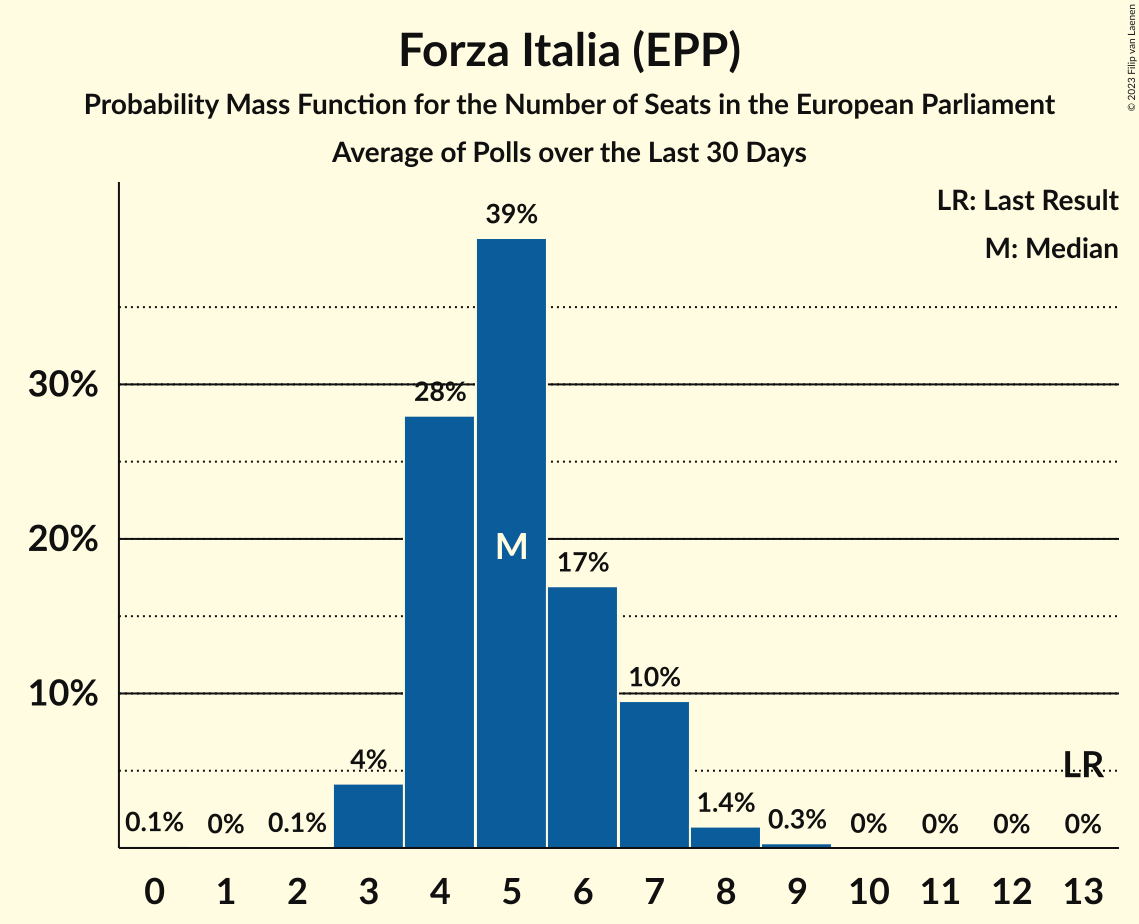 Forza Italia (EPP)
Probability Mass Function for the Number of Seats in the European Parliament
Average of Polls over the Last 30 Days
© 2023 Filip van Laenen
LR: Last Result
M: Median
39%
30%
28%
20%
M
17%
10%
10%
4%
LR
0.1% 0% 0.1% 1.4% 0.3% 0% 0% 0% 0%
0 1 2 3 4 5 6 7 8 9 10 11 12 13